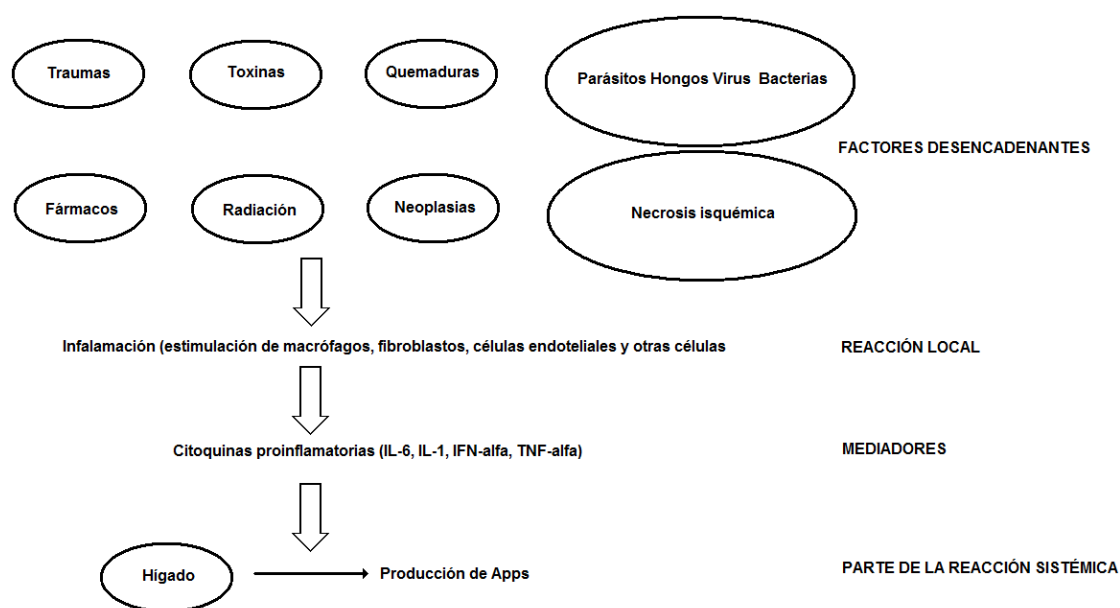 Traumas
Toxinas
Quemaduras
Parásitos Hongos Virus Bacterias
FACTORES DESENCADENANTES
Fármacos
Radiación
Neoplasias
Necrosis isquémica
Infalamación (estimulación de macrófagos, fibroblastos, células endoteliales y otras células
REACCIÓN LOCAL
Citoquinas proinflamatorias (IL-6, IL-1, IFN-alfa, TNF-alfa)
MEDIADORES
Hígado
Producción de Apps
PARTE DE LA REACCIÓN SISTÉMICA